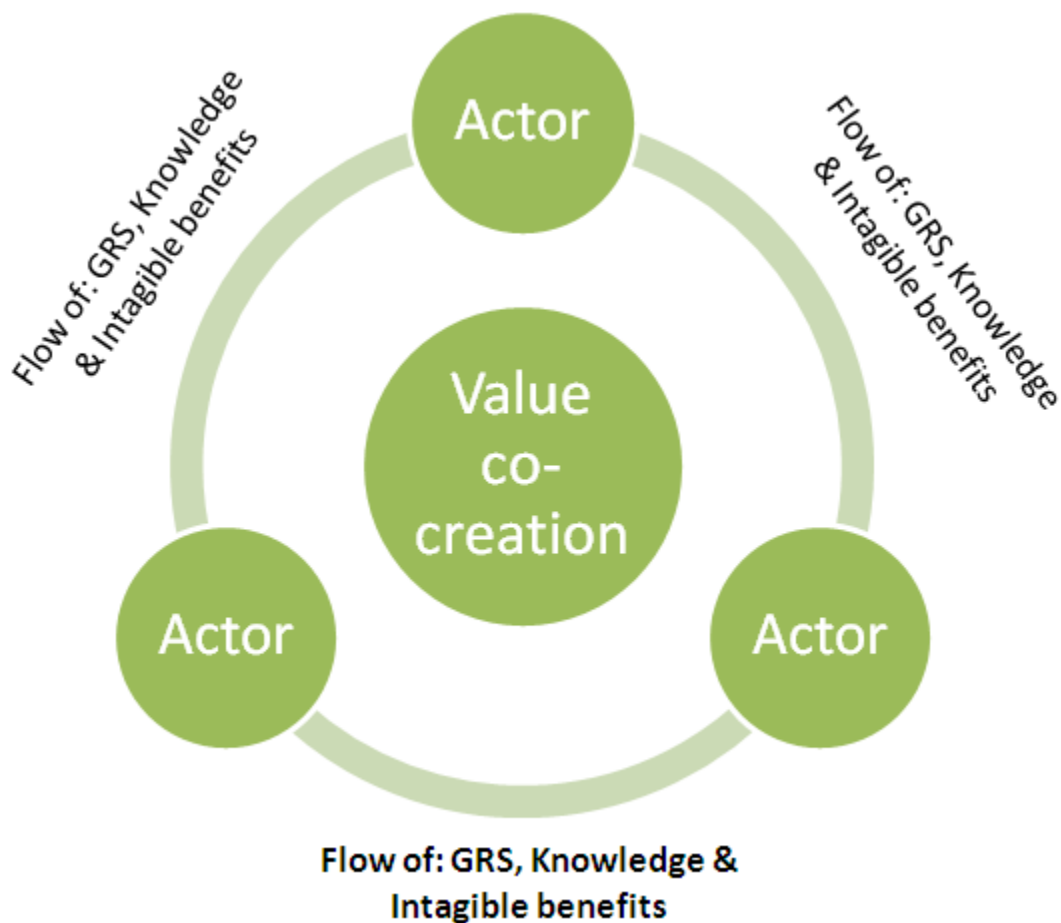 Actor
Flow of: GRS, Knowledge
& Intagible benefits
Flow of: GRS, Knowledge
& Intagible benefits
Value
co-
creation
Actor
Actor
Flow of: GRS, Knowledge &
Intagible benefits